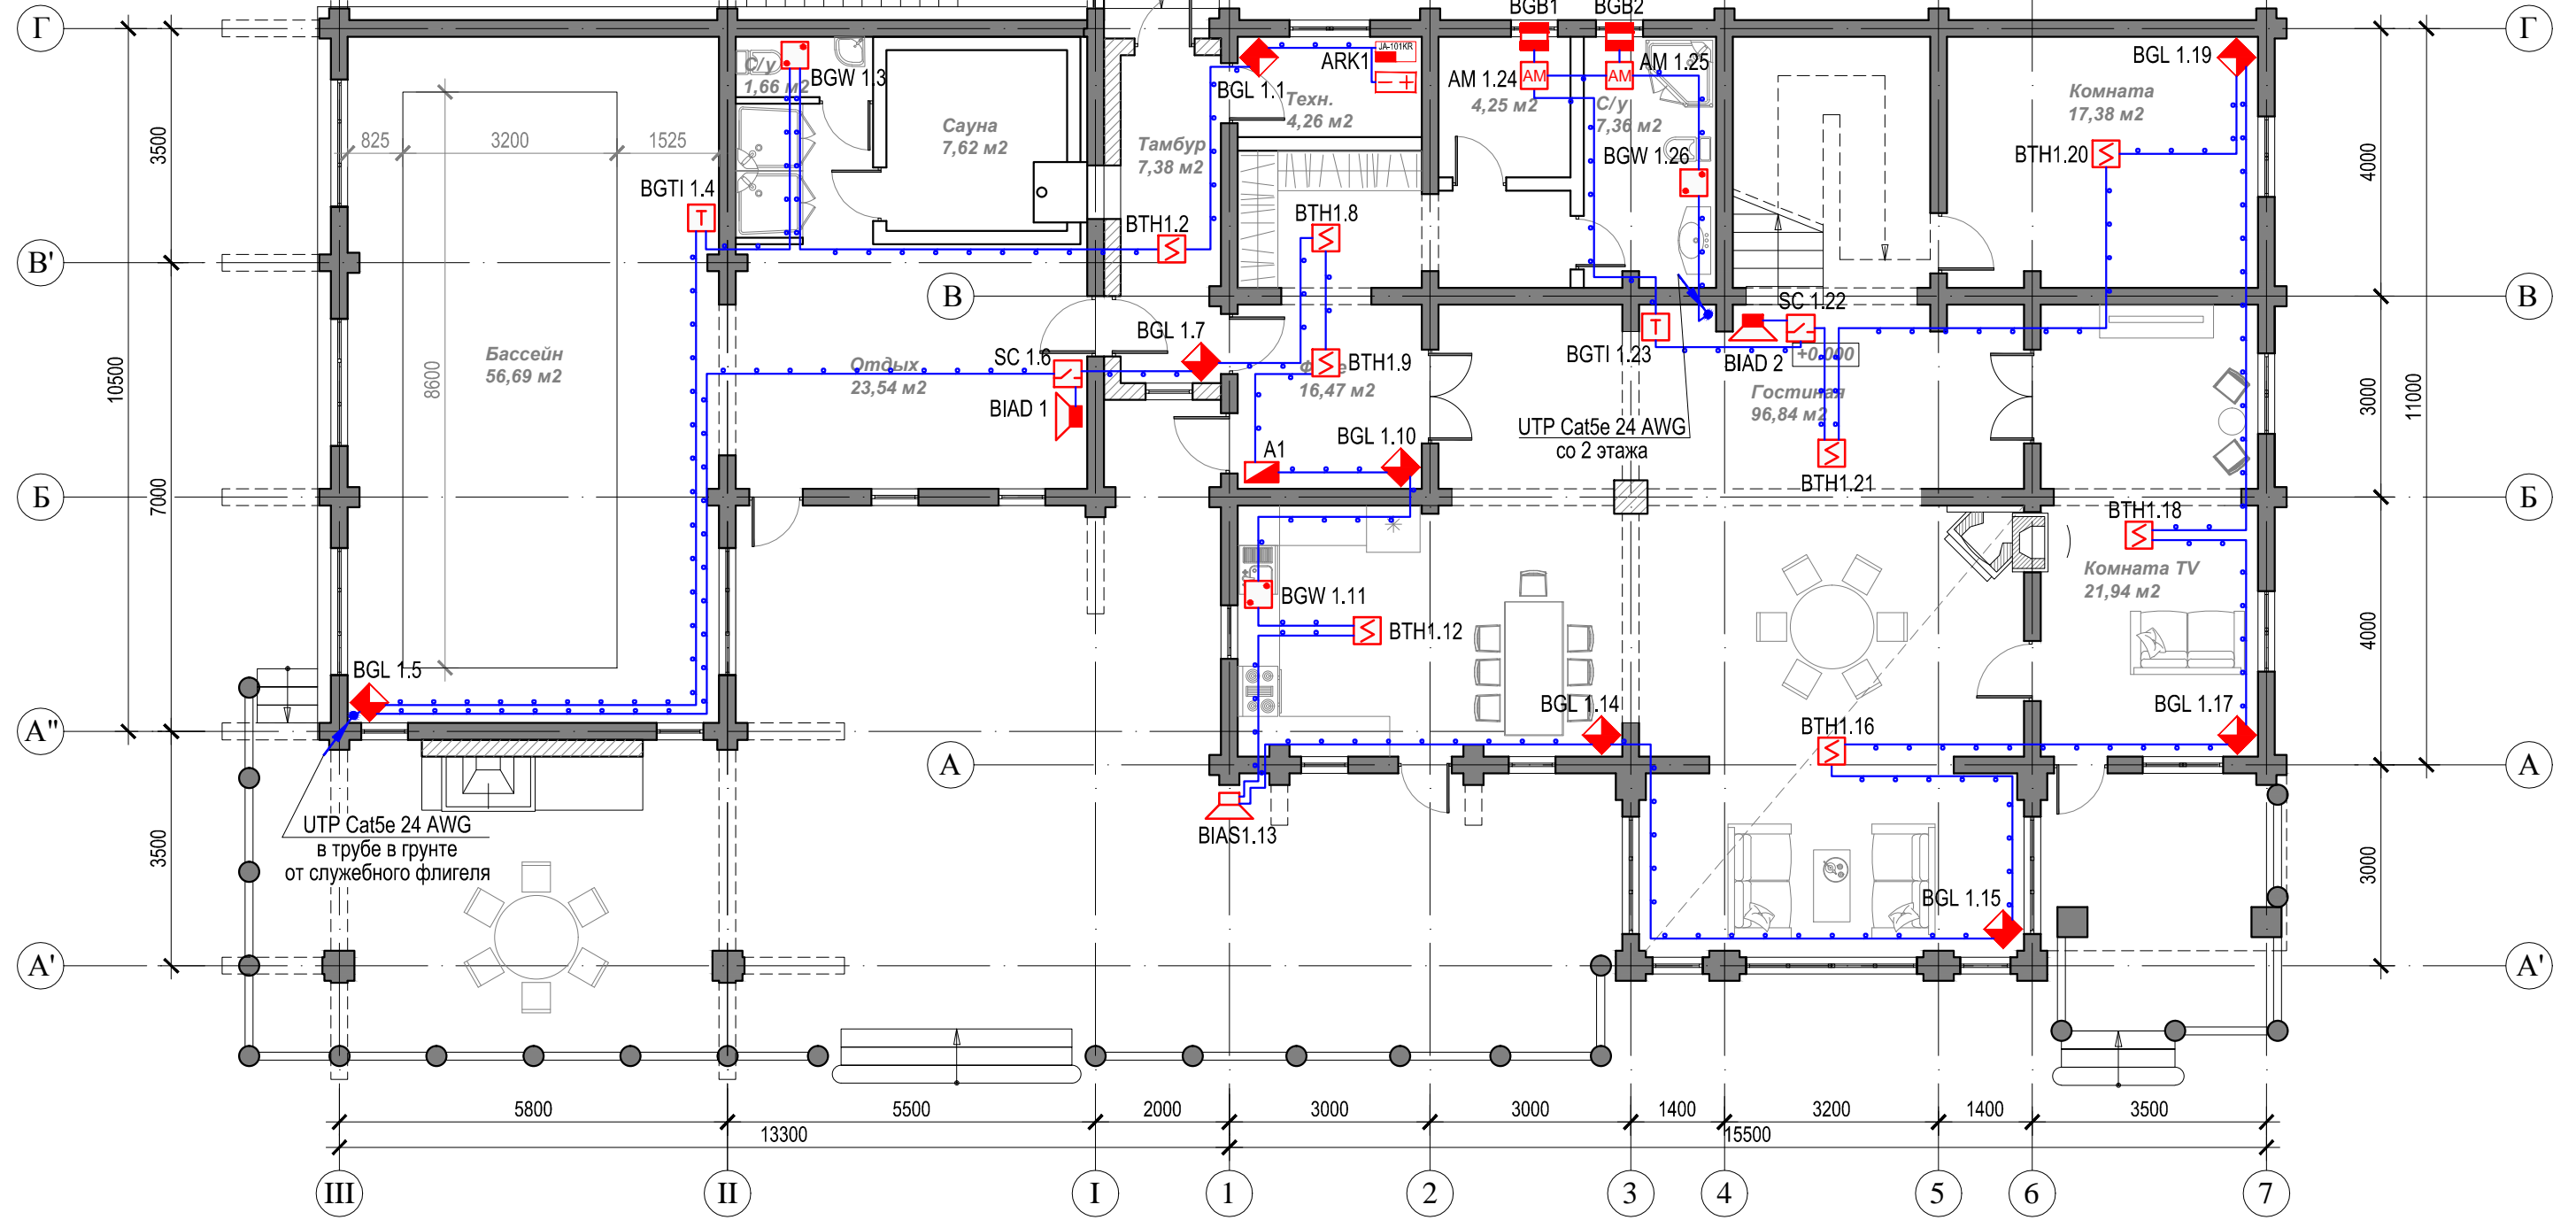 BGB1
BGB2
Г
Г
BGL 1.19
JA-101KR
ARK1
BGL 1.1
С/у
1,66 м2
BGW 1.3
AM 1.24
AM
AM
AM 1.25
4,25 м2
С/у
7,36 м2
Техн.
4,26 м2
Комната
17,38 м2
Сауна
7,62 м2
Тамбур
7,38 м2
825
3200
1525
3500
4000
BGW 1.26
BTH1.20
BGTI 1.4
T
BTH1.2
BTH1.8
В'
В
В
SC 1.22
T
BGL 1.7
BTH1.9
BGTI 1.23
BIAD 2
+0.000
Бассейн
56,69 м2
8600
Отдых
23,54 м2
SC 1.6
BIAD 1
16,47 м2
Гостиная
96,84 м2
10500
3000
11000
UTP Cat5e 24 AWG
со 2 этажа
A1
BGL 1.10
BTH1.21
7000
Б
Б
BTH1.18
Комната TV
21,94 м2
BGW 1.11
BTH1.12
4000
BGL 1.5
BGL 1.14
BGL 1.17
BTH1.16
А"
А
А
BIAS1.13
UTP Cat5e 24 AWG
в трубе в грунте
от служебного флигеля
3500
3000
BGL 1.15
А'
А'
5800
5500
2000
3000
3000
1400
3200
1400
3500
13300
15500
III
II
I
1
2
3
4
5
6
7